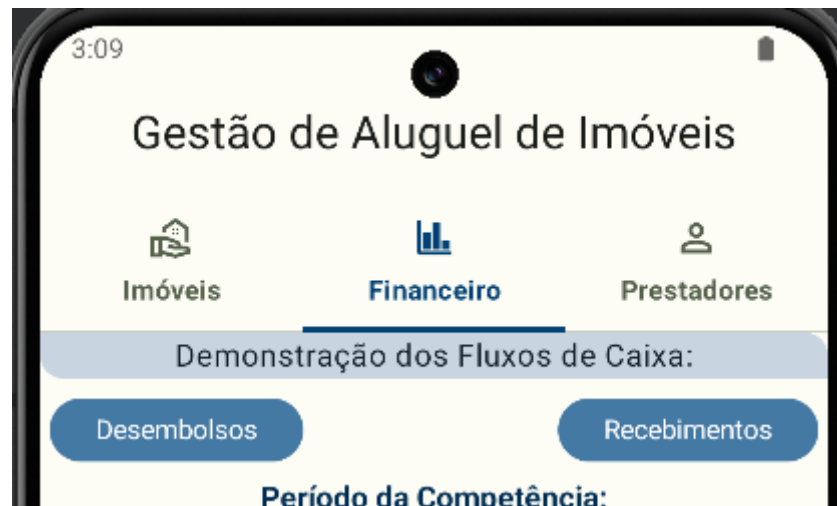 3:09
Gestão de Aluguel de Imóveis
Imóveis Financeiro Prestadores
Demonstração dos Fluxos de Caixa:
Desembolsos Recebimentos
Período da Competência: